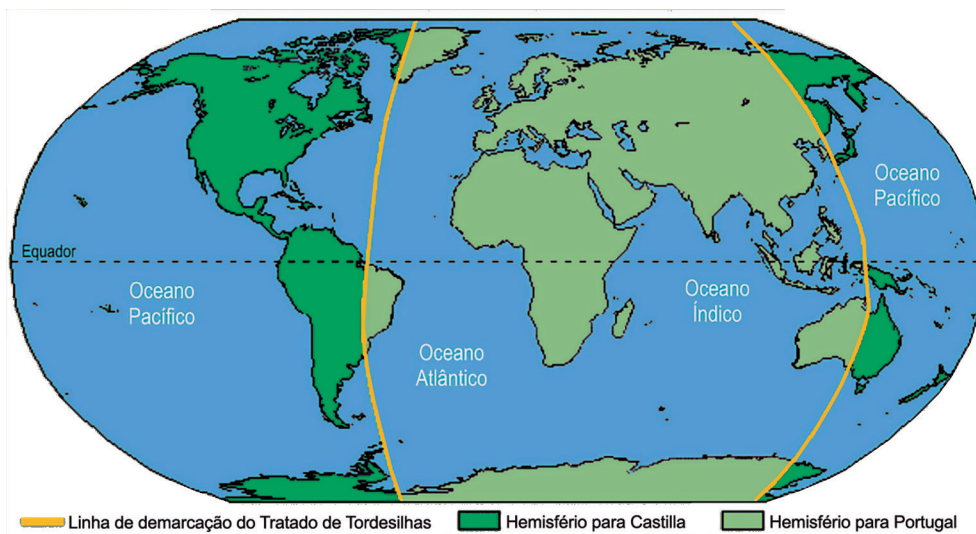 Oceano
Pacífico
Equador
Oceano
Pacífico
Oceano
Índico
Oceano
Atlântico
Linha de demarcação do Tratado de Tordesilhas
Hemisfério para Castilla
Hemisfério para Portugal